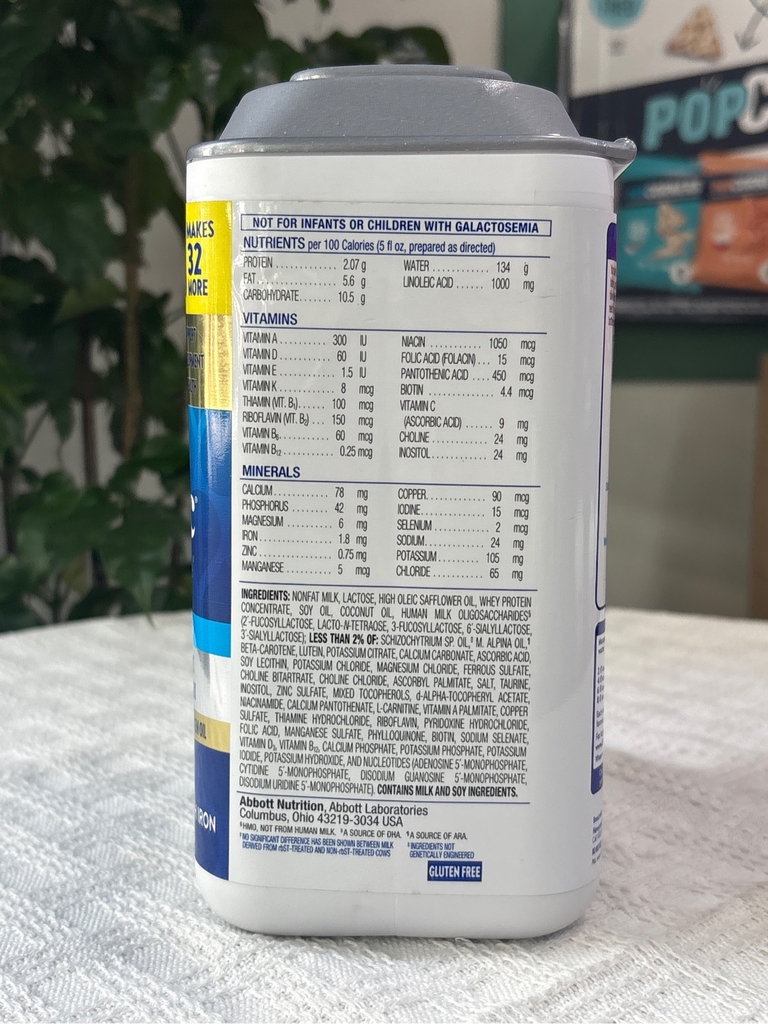 MAKES
32
MORE
POPC
NOT FOR INFANTS OR CHILDREN WITH GALACTOSEMIA
NUTRIENTS per 100 Calories (5 fl oz, prepared as directed)
PROTEIN 2.07 g WATER 134 g
FAT 5.6 g LINOLEIC ACID 1000 mg
CARBOHYDRATE 10.5 g
VITAMINS
VITAMIN A 300 IU NIACIN 1050 mcg
VITAMIN D 60 IU FOLIC ACID (FOLACIN) 15 mcg
VITAMIN E 1.5 IU PANTOTHENIC ACID 450 mcg
VITAMIN K 8 mcg BIOTIN 4.4 mcg
THIAMIN (VIT. B₁) 100 mcg VITAMIN C
RIBOFLAVIN (VIT. B₂) 150 mcg (ASCORBIC ACID) 9 mg
VITAMIN B₆ 60 mcg CHOLINE 24 mg
VITAMIN B₁₂ 0.25 mcg INOSITOL 24 mg
MINERALS
CALCIUM 78 mg COPPER 90 mcg
PHOSPHORUS 42 mg IODINE 15 mcg
MAGNESIUM 6 mg SELENIUM 2 mcg
IRON 1.8 mg SODIUM 24 mg
ZINC 0.75 mg POTASSIUM 105 mg
MANGANESE 5 mcg CHLORIDE 65 mg
INGREDIENTS: NONFAT MILK, LACTOSE, HIGH OLEIC SAFFLOWER OIL, WHEY PROTEIN
CONCENTRATE, SOY OIL, COCONUT OIL, HUMAN MILK OLIGOSACCHARIDES§
(2'-FUCOSYLLACTOSE, LACTO-N-TETRAOSE, 3-FUCOSYLLACTOSE, 6'-SIALYLLACTOSE,
3'-SIALYLLACTOSE); LESS THAN 2% OF: SCHIZOCHYTRIUM SP. OIL, M. ALPINA OIL,
BETA-CAROTENE, LUTEIN, POTASSIUM CITRATE, CALCIUM CARBONATE, ASCORBIC ACID,
SOY LECITHIN, POTASSIUM CHLORIDE, MAGNESIUM CHLORIDE, FERROUS SULFATE,
CHOLINE BITARTRATE, CHOLINE CHLORIDE, ASCORBYL PALMITATE, SALT, TAURINE,
INOSITOL, ZINC SULFATE, MIXED TOCOPHEROLS, d-ALPHA-TOCOPHERYL ACETATE,
NIACINAMIDE, CALCIUM PANTOTHENATE, L-CARNITINE, VITAMIN A PALMITATE, COPPER
SULFATE, THIAMINE HYDROCHLORIDE, RIBOFLAVIN, PYRIDOXINE HYDROCHLORIDE,
FOLIC ACID, MANGANESE SULFATE, PHYLLOQUINONE, BIOTIN, SODIUM SELENATE,
VITAMIN D₃, VITAMIN B₁₂, CALCIUM PHOSPHATE, POTASSIUM PHOSPHATE, POTASSIUM
IODIDE, POTASSIUM HYDROXIDE, AND NUCLEOTIDES (ADENOSINE 5'-MONOPHOSPHATE,
CYTIDINE 5'-MONOPHOSPHATE, DISODIUM GUANOSINE 5'-MONOPHOSPHATE,
DISODIUM URIDINE 5'-MONOPHOSPHATE). CONTAINS MILK AND SOY INGREDIENTS.
Abbott Nutrition, Abbott Laboratories
Columbus, Ohio 43219-3034 USA
§HMO, NOT FROM HUMAN MILK. A SOURCE OF DHA. A SOURCE OF ARA.
NO SIGNIFICANT DIFFERENCE HAS BEEN SHOWN BETWEEN MILK
DERIVED FROM rbST-TREATED AND NON-rbST-TREATED COWS
INGREDIENTS NOT
GENETICALLY ENGINEERED
GLUTEN FREE
OIL
IRON